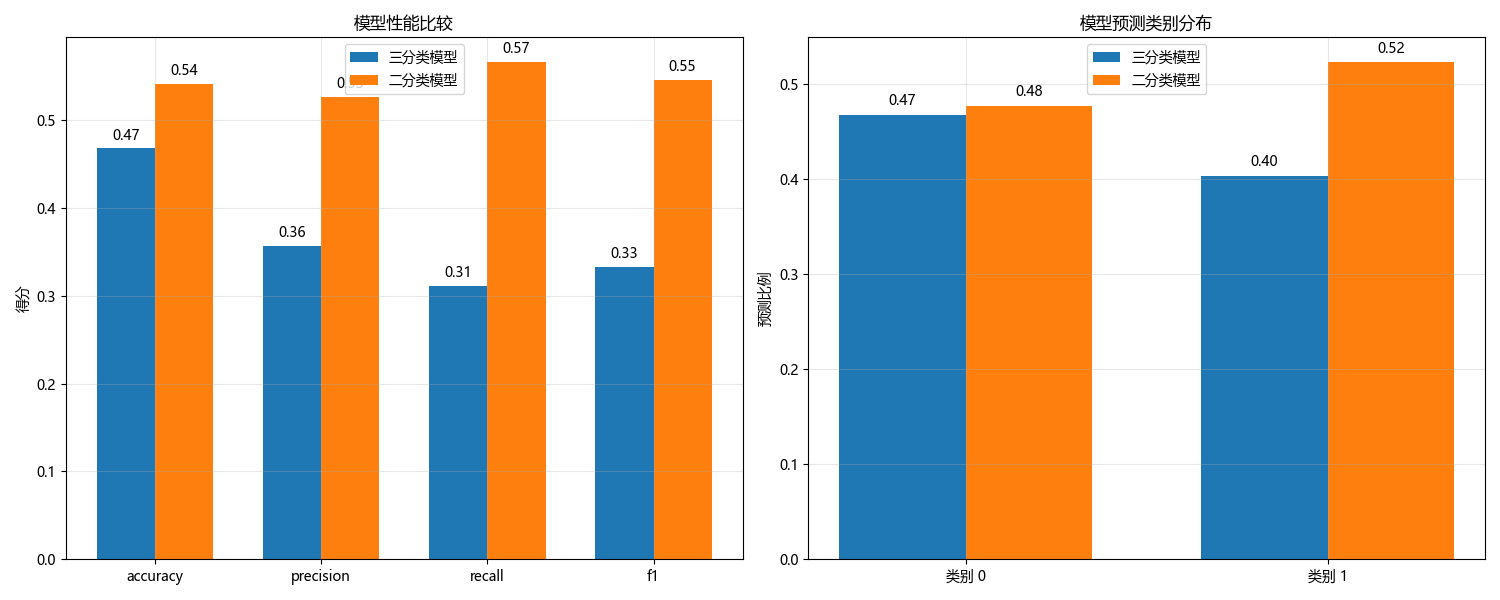 模型性能比较
三分类模型
二分类模型
0.47
0.54
0.36
0.31
0.57
0.33
0.55
得分
0.0
0.1
0.2
0.3
0.4
0.5
accuracy
precision
recall
f1
模型预测类别分布
三分类模型
二分类模型
0.47
0.48
0.40
0.52
预测比例
0.0
0.1
0.2
0.3
0.4
0.5
类别 0
类别 1